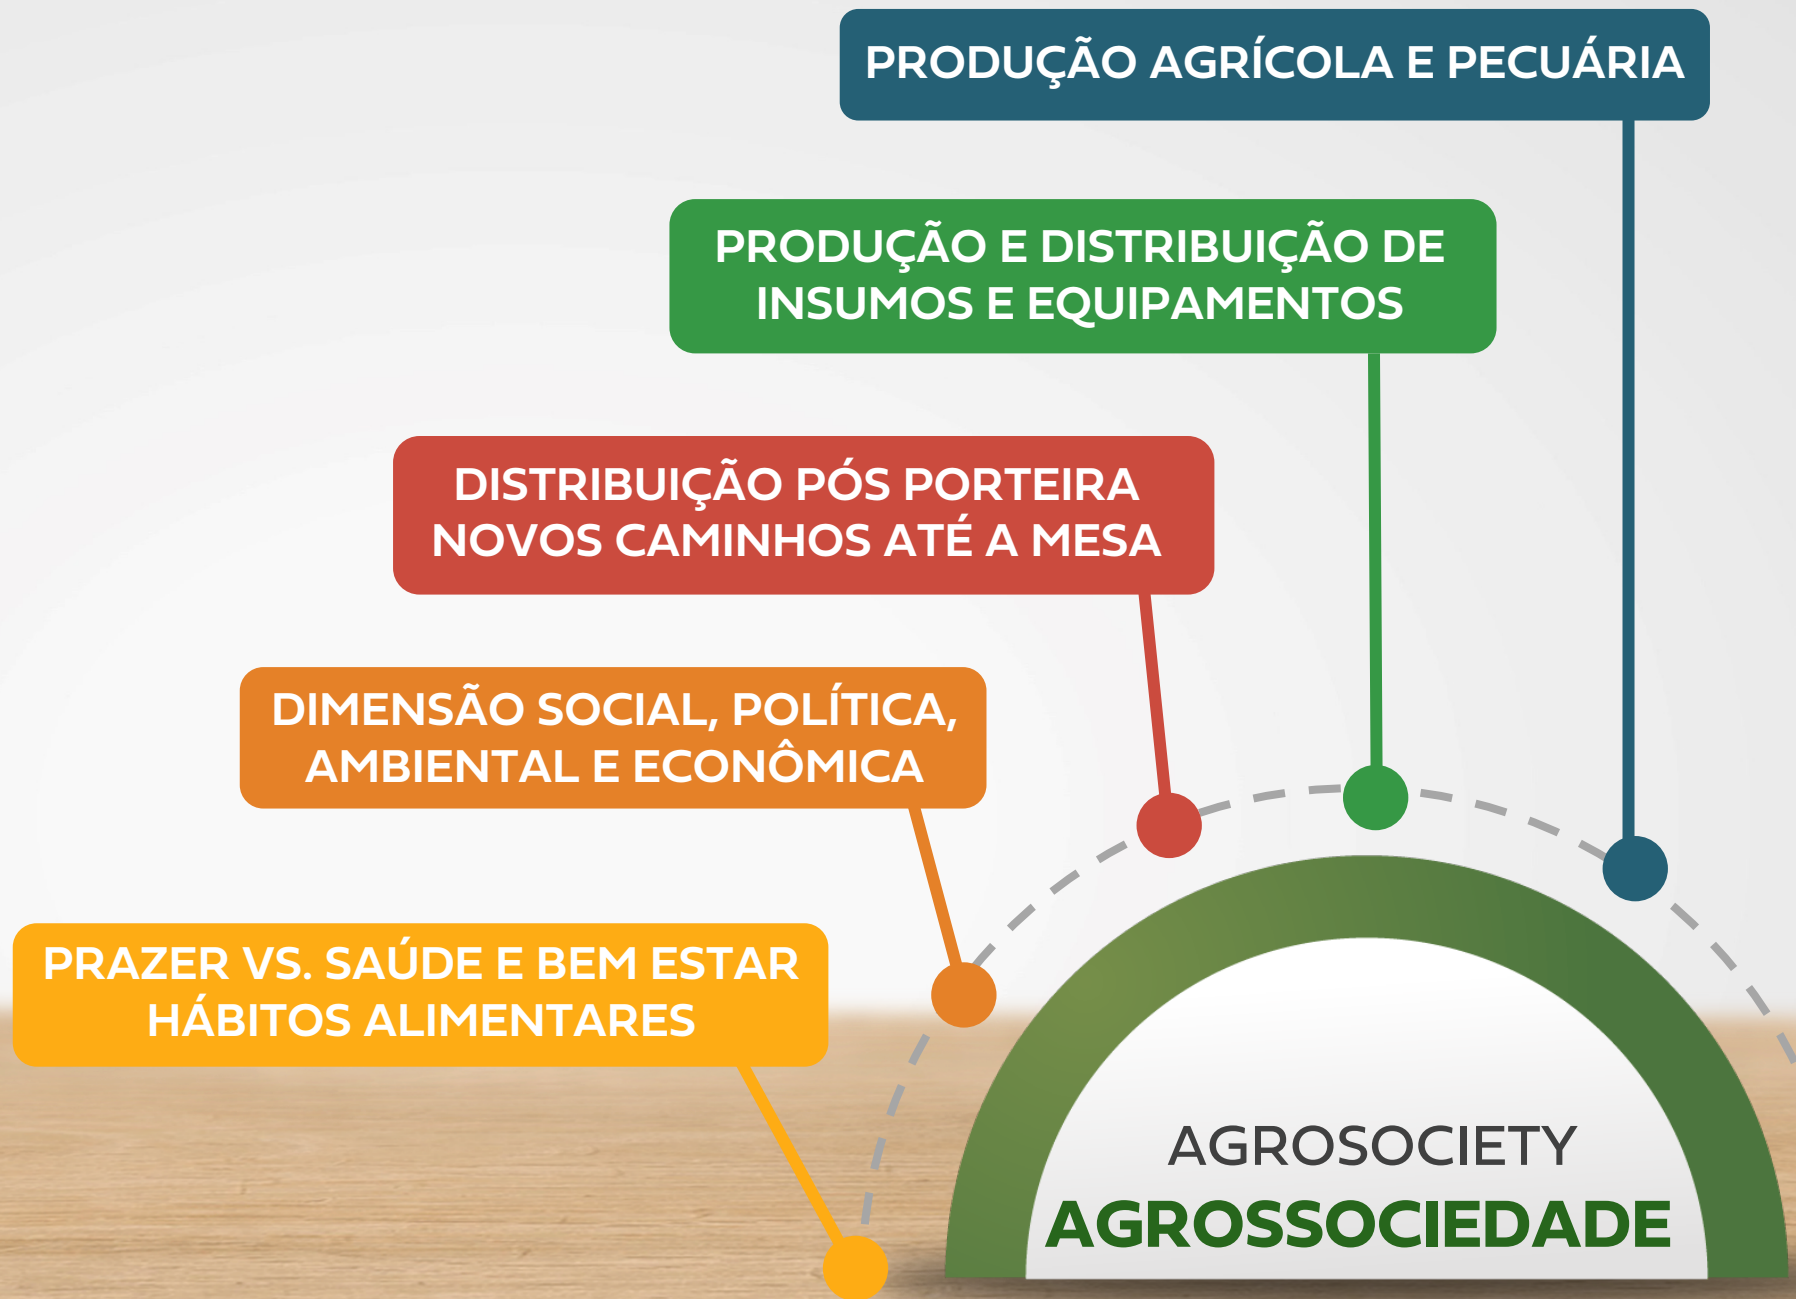 PRODUÇÃO AGRÍCOLA E PECUÁRIA
PRODUÇÃO E DISTRIBUIÇÃO DE
INSUMOS E EQUIPAMENTOS
DISTRIBUIÇÃO PÓS PORTEIRA
NOVOS CAMINHOS ATÉ A MESA
DIMENSÃO SOCIAL, POLÍTICA,
AMBIENTAL E ECONÔMICA
PRAZER VS. SAÚDE E BEM ESTAR
HÁBITOS ALIMENTARES
AGROSOCIETY
AGROSSOCIEDADE